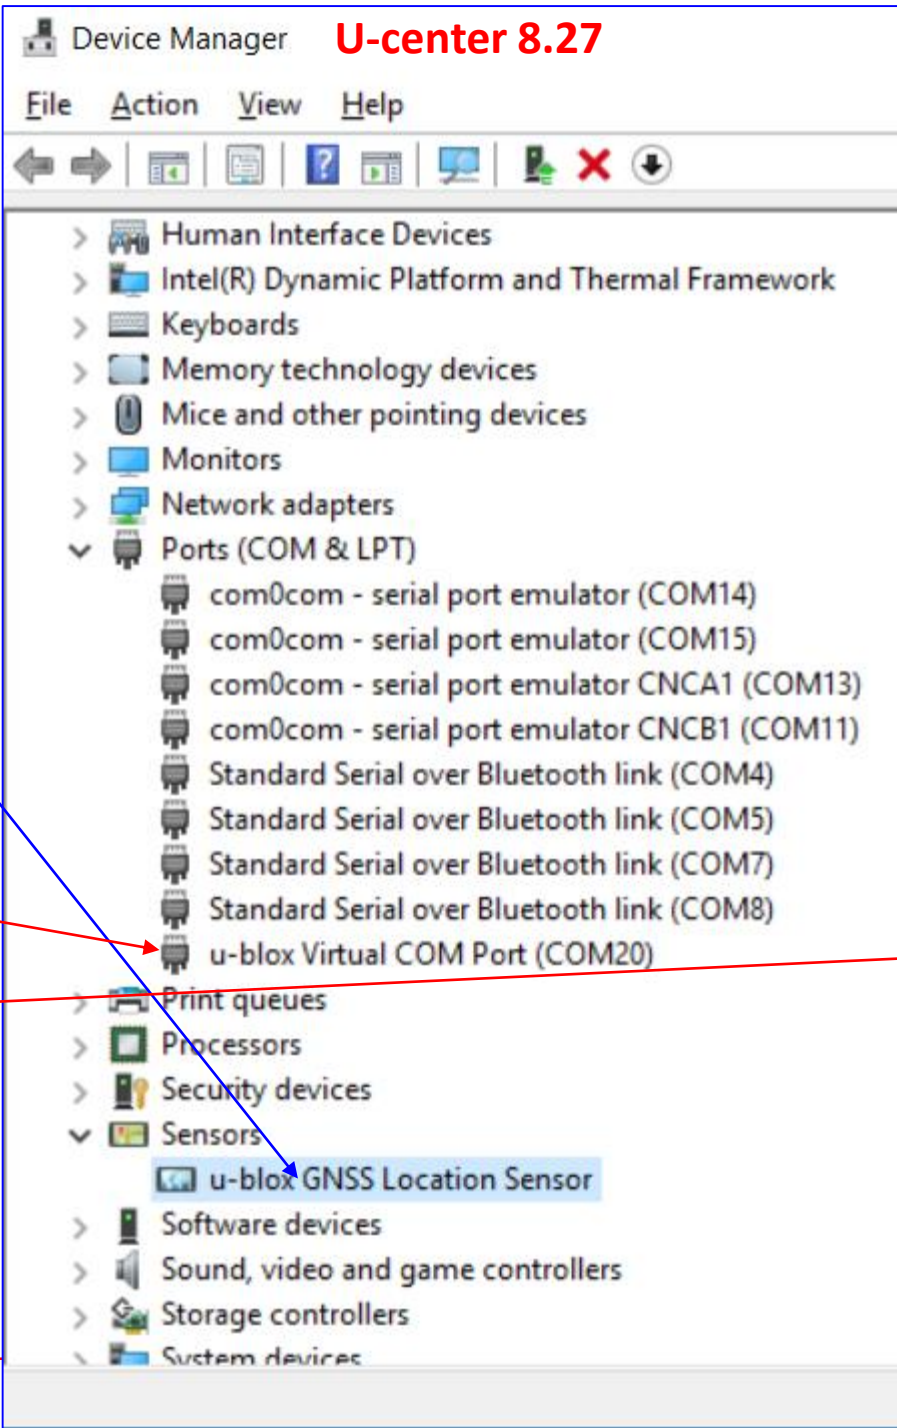 Device Manager U-center 8.27
File Action View Help
Human Interface Devices
Intel(R) Dynamic Platform and Thermal Framework
Keyboards
Memory technology devices
Mice and other pointing devices
Monitors
Network adapters
Ports (COM & LPT)
com0com - serial port emulator (COM14)
com0com - serial port emulator (COM15)
com0com - serial port emulator CNCA1 (COM13)
com0com - serial port emulator CNCB1 (COM11)
Standard Serial over Bluetooth link (COM4)
Standard Serial over Bluetooth link (COM5)
Standard Serial over Bluetooth link (COM7)
Standard Serial over Bluetooth link (COM8)
u-blox Virtual COM Port (COM20)
Print queues
Processors
Security devices
Sensors
u-blox GNSS Location Sensor
Software devices
Sound, video and game controllers
Storage controllers
System devices